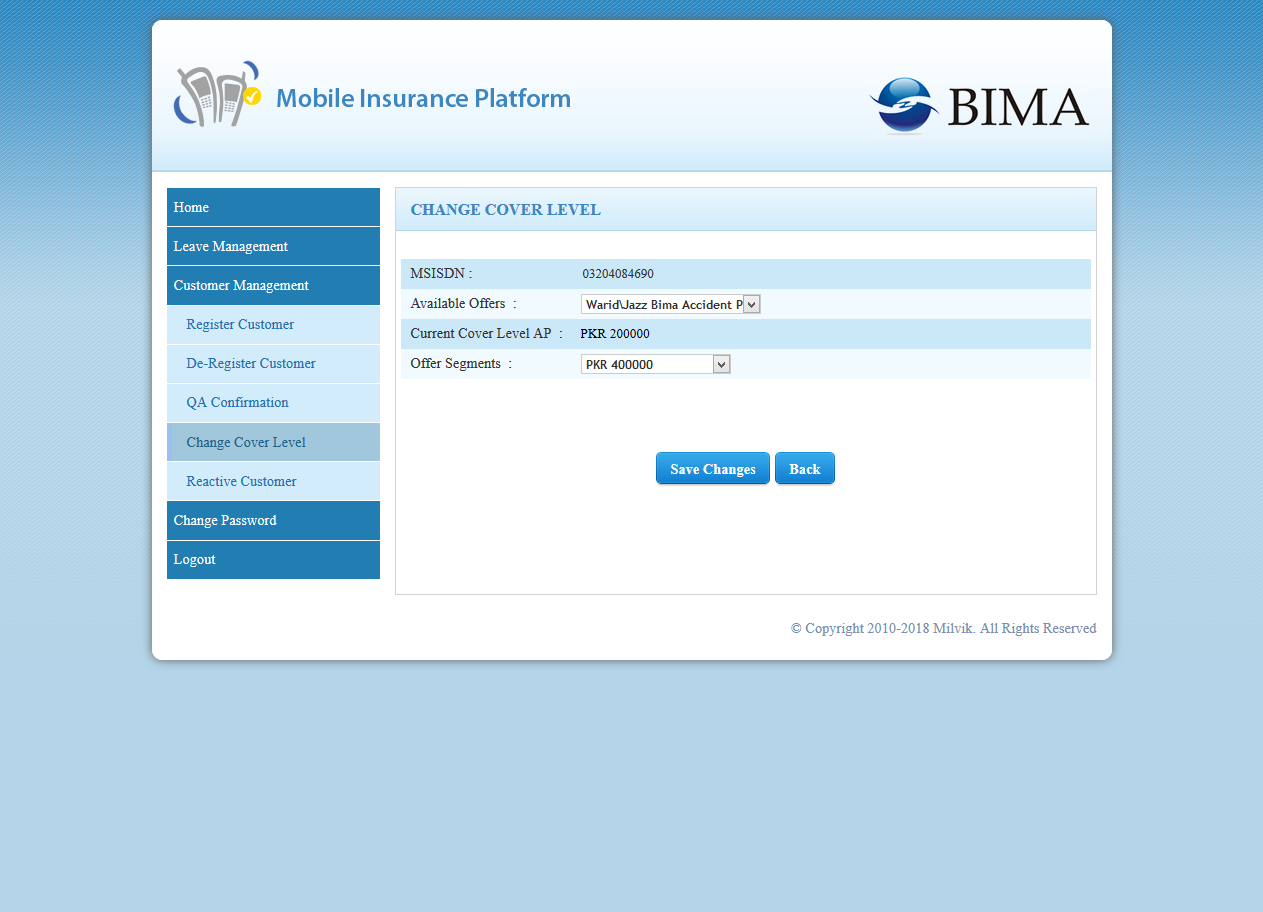 Mobile Insurance Platform
BIMA
Home
Leave Management
Customer Management
Register Customer
De-Register Customer
QA Confirmation
Change Cover Level
Reactive Customer
Change Password
Logout
CHANGE COVER LEVEL
MSISDN : 03204084690
Available Offers : Warid\Jazz Bima Accident P
Current Cover Level AP : PKR 200000
Offer Segments : PKR 400000
Save Changes Back
© Copyright 2010-2018 Milvik. All Rights Reserved